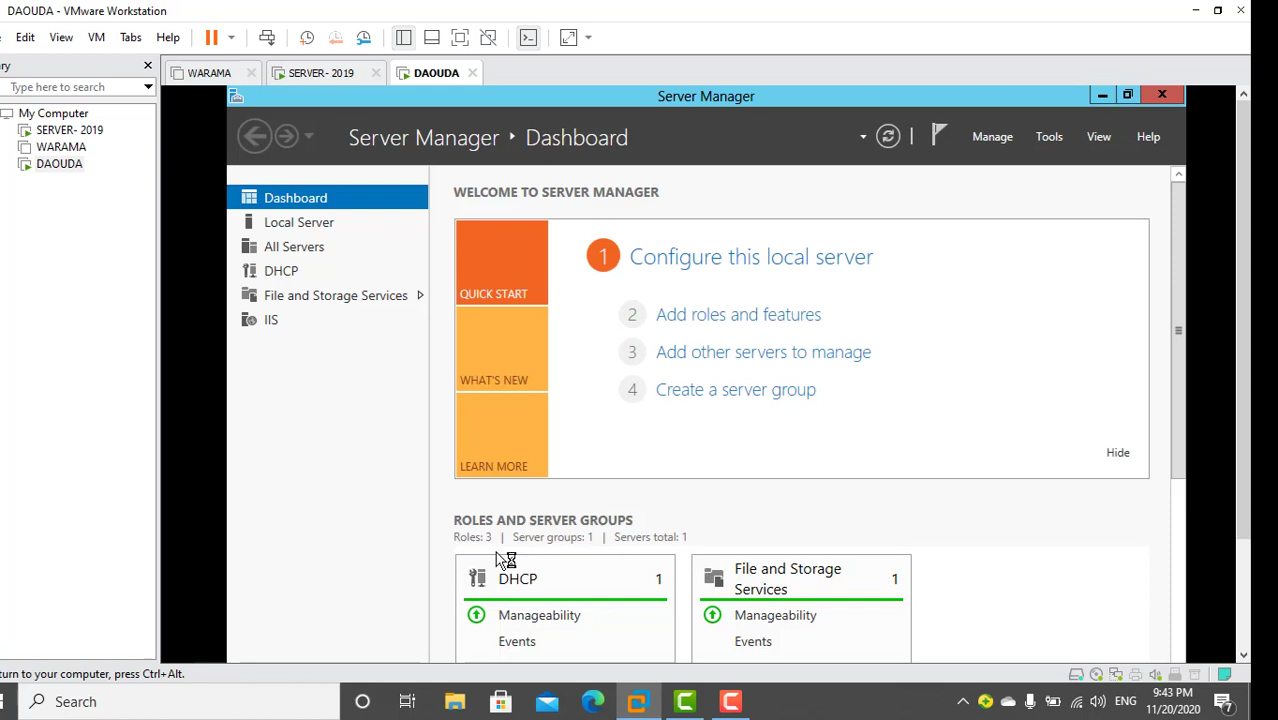 DAOUDA - VMware Workstation
Edit View VM Tabs Help
ry
Type here to search
My Computer
SERVER- 2019
WARAMA
DAOUDA
WARAMA SERVER- 2019 DAOUDA
Server Manager
Server Manager ‣ Dashboard
Manage Tools View Help
Dashboard
Local Server
All Servers
DHCP
File and Storage Services
IIS
WELCOME TO SERVER MANAGER
QUICK START
WHAT'S NEW
LEARN MORE
1 Configure this local server
2 Add roles and features
3 Add other servers to manage
4 Create a server group
Hide
ROLES AND SERVER GROUPS
Roles: 3 | Server groups: 1 | Servers total: 1
DHCP 1
Manageability
Events
File and Storage Services 1
Manageability
Events
turn to your computer, press Ctrl+Alt.
Search
ENG
9:43 PM
11/20/2020
7